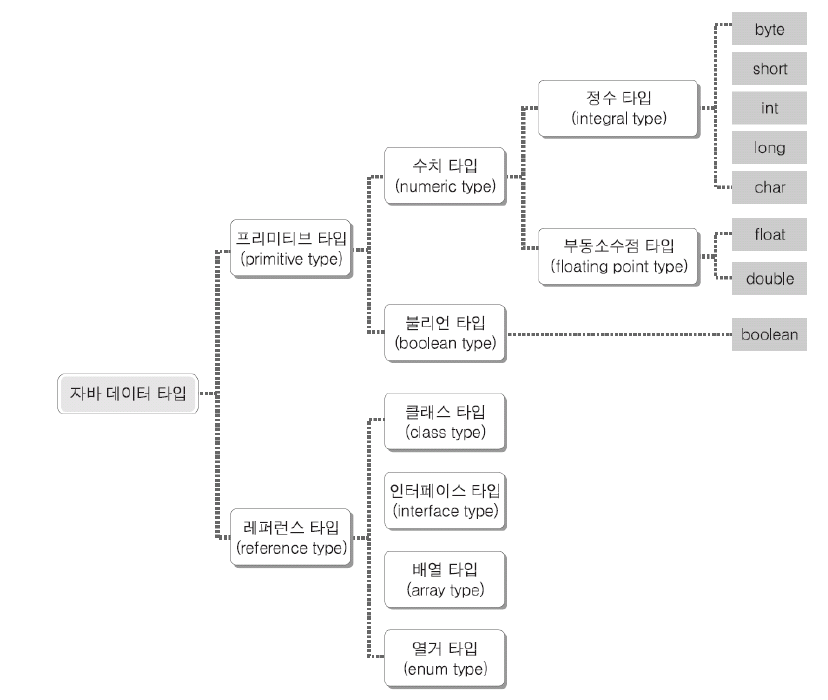 자바 데이터 타입
프리미티브 타입
(primitive type)
수치 타입
(numeric type)
정수 타입
(integral type)
byte
short
int
long
char
부동소수점 타입
(floating point type)
float
double
불리언 타입
(boolean type)
boolean
레퍼런스 타입
(reference type)
클래스 타입
(class type)
인터페이스 타입
(interface type)
배열 타입
(array type)
열거 타입
(enum type)